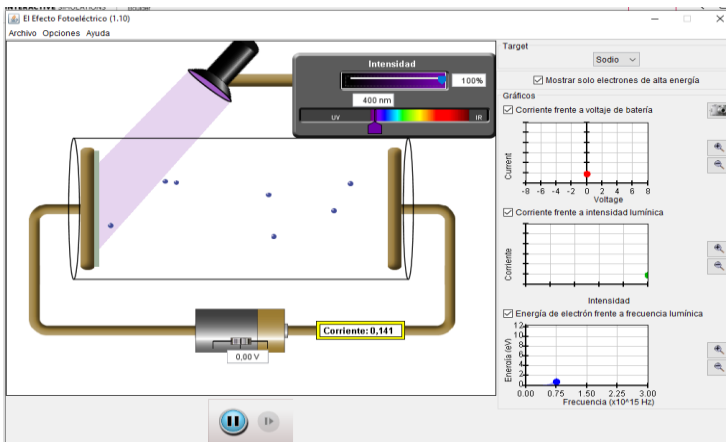 INTERACTIVE SIMULATIONS
El Efecto Fotoeléctrico (1.10)
Archivo Opciones Ayuda
Intensidad
100%
400 nm
UV
IR
Corriente: 0,141
0,00 V
Target
Sodio
Mostrar solo electrones de alta energía
Gráficos
Corriente frente a voltaje de batería
Current
-8 -6 -4 -2 0 2 4 6 8
Voltage
Corriente frente a intensidad lumínica
Corriente
Intensidad
Energía de electrón frente a frecuencia lumínica
Energía (eV)
12
10
8
6
4
2
0
0.00 0.75 1.50 2.25 3.00
Frecuencia (x10^15 Hz)